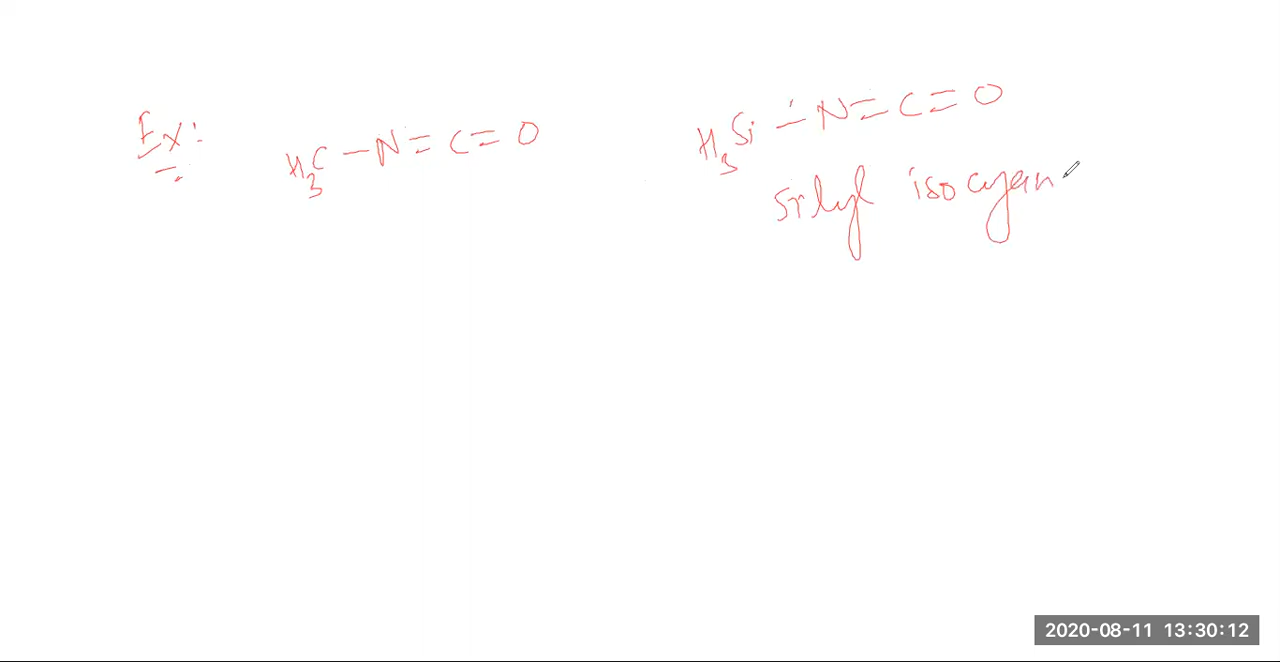 Ex:
H3C-N=C=O
H3Si-N=C=O
Silyl isocyan
2020-08-11 13:30:12